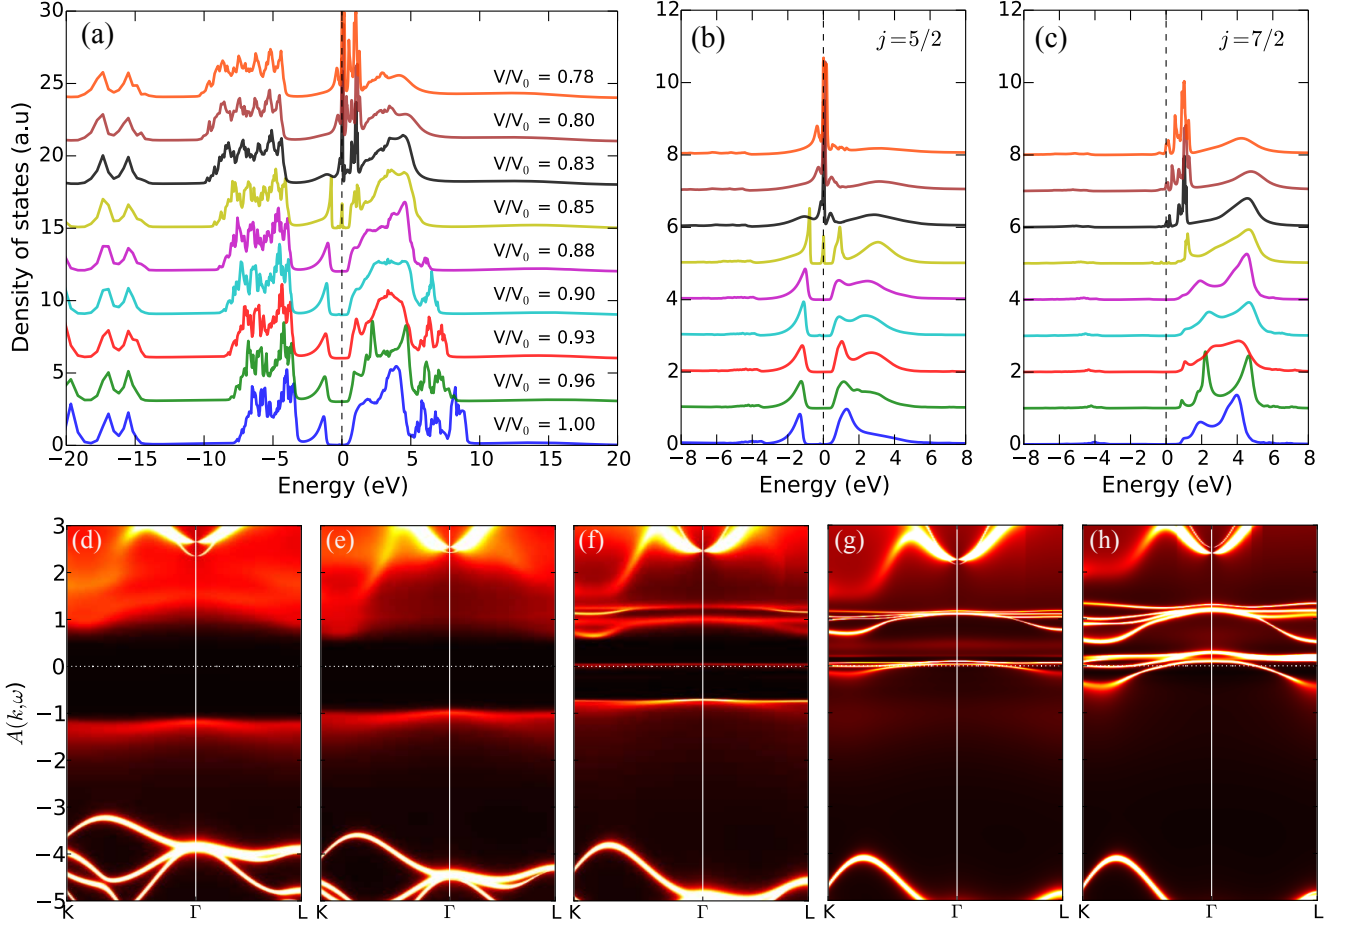 (a)
Density of states (a.u)
30
25
20
15
10
5
0
V/V₀ = 0.78
V/V₀ = 0.80
V/V₀ = 0.83
V/V₀ = 0.85
V/V₀ = 0.88
V/V₀ = 0.90
V/V₀ = 0.93
V/V₀ = 0.96
V/V₀ = 1.00
−20 −15 −10 −5 0 5 10 15 20
Energy (eV)
(b)
j=5/2
12
10
8
6
4
2
0
−8 −6 −4 −2 0 2 4 6 8
Energy (eV)
(c)
j=7/2
12
10
8
6
4
2
0
−8 −6 −4 −2 0 2 4 6 8
Energy (eV)
A(k,ω)
3
2
1
0
−1
−2
−3
−4
−5
(d)
K Γ L
(e)
K Γ L
(f)
K Γ L
(g)
K Γ L
(h)
K Γ L